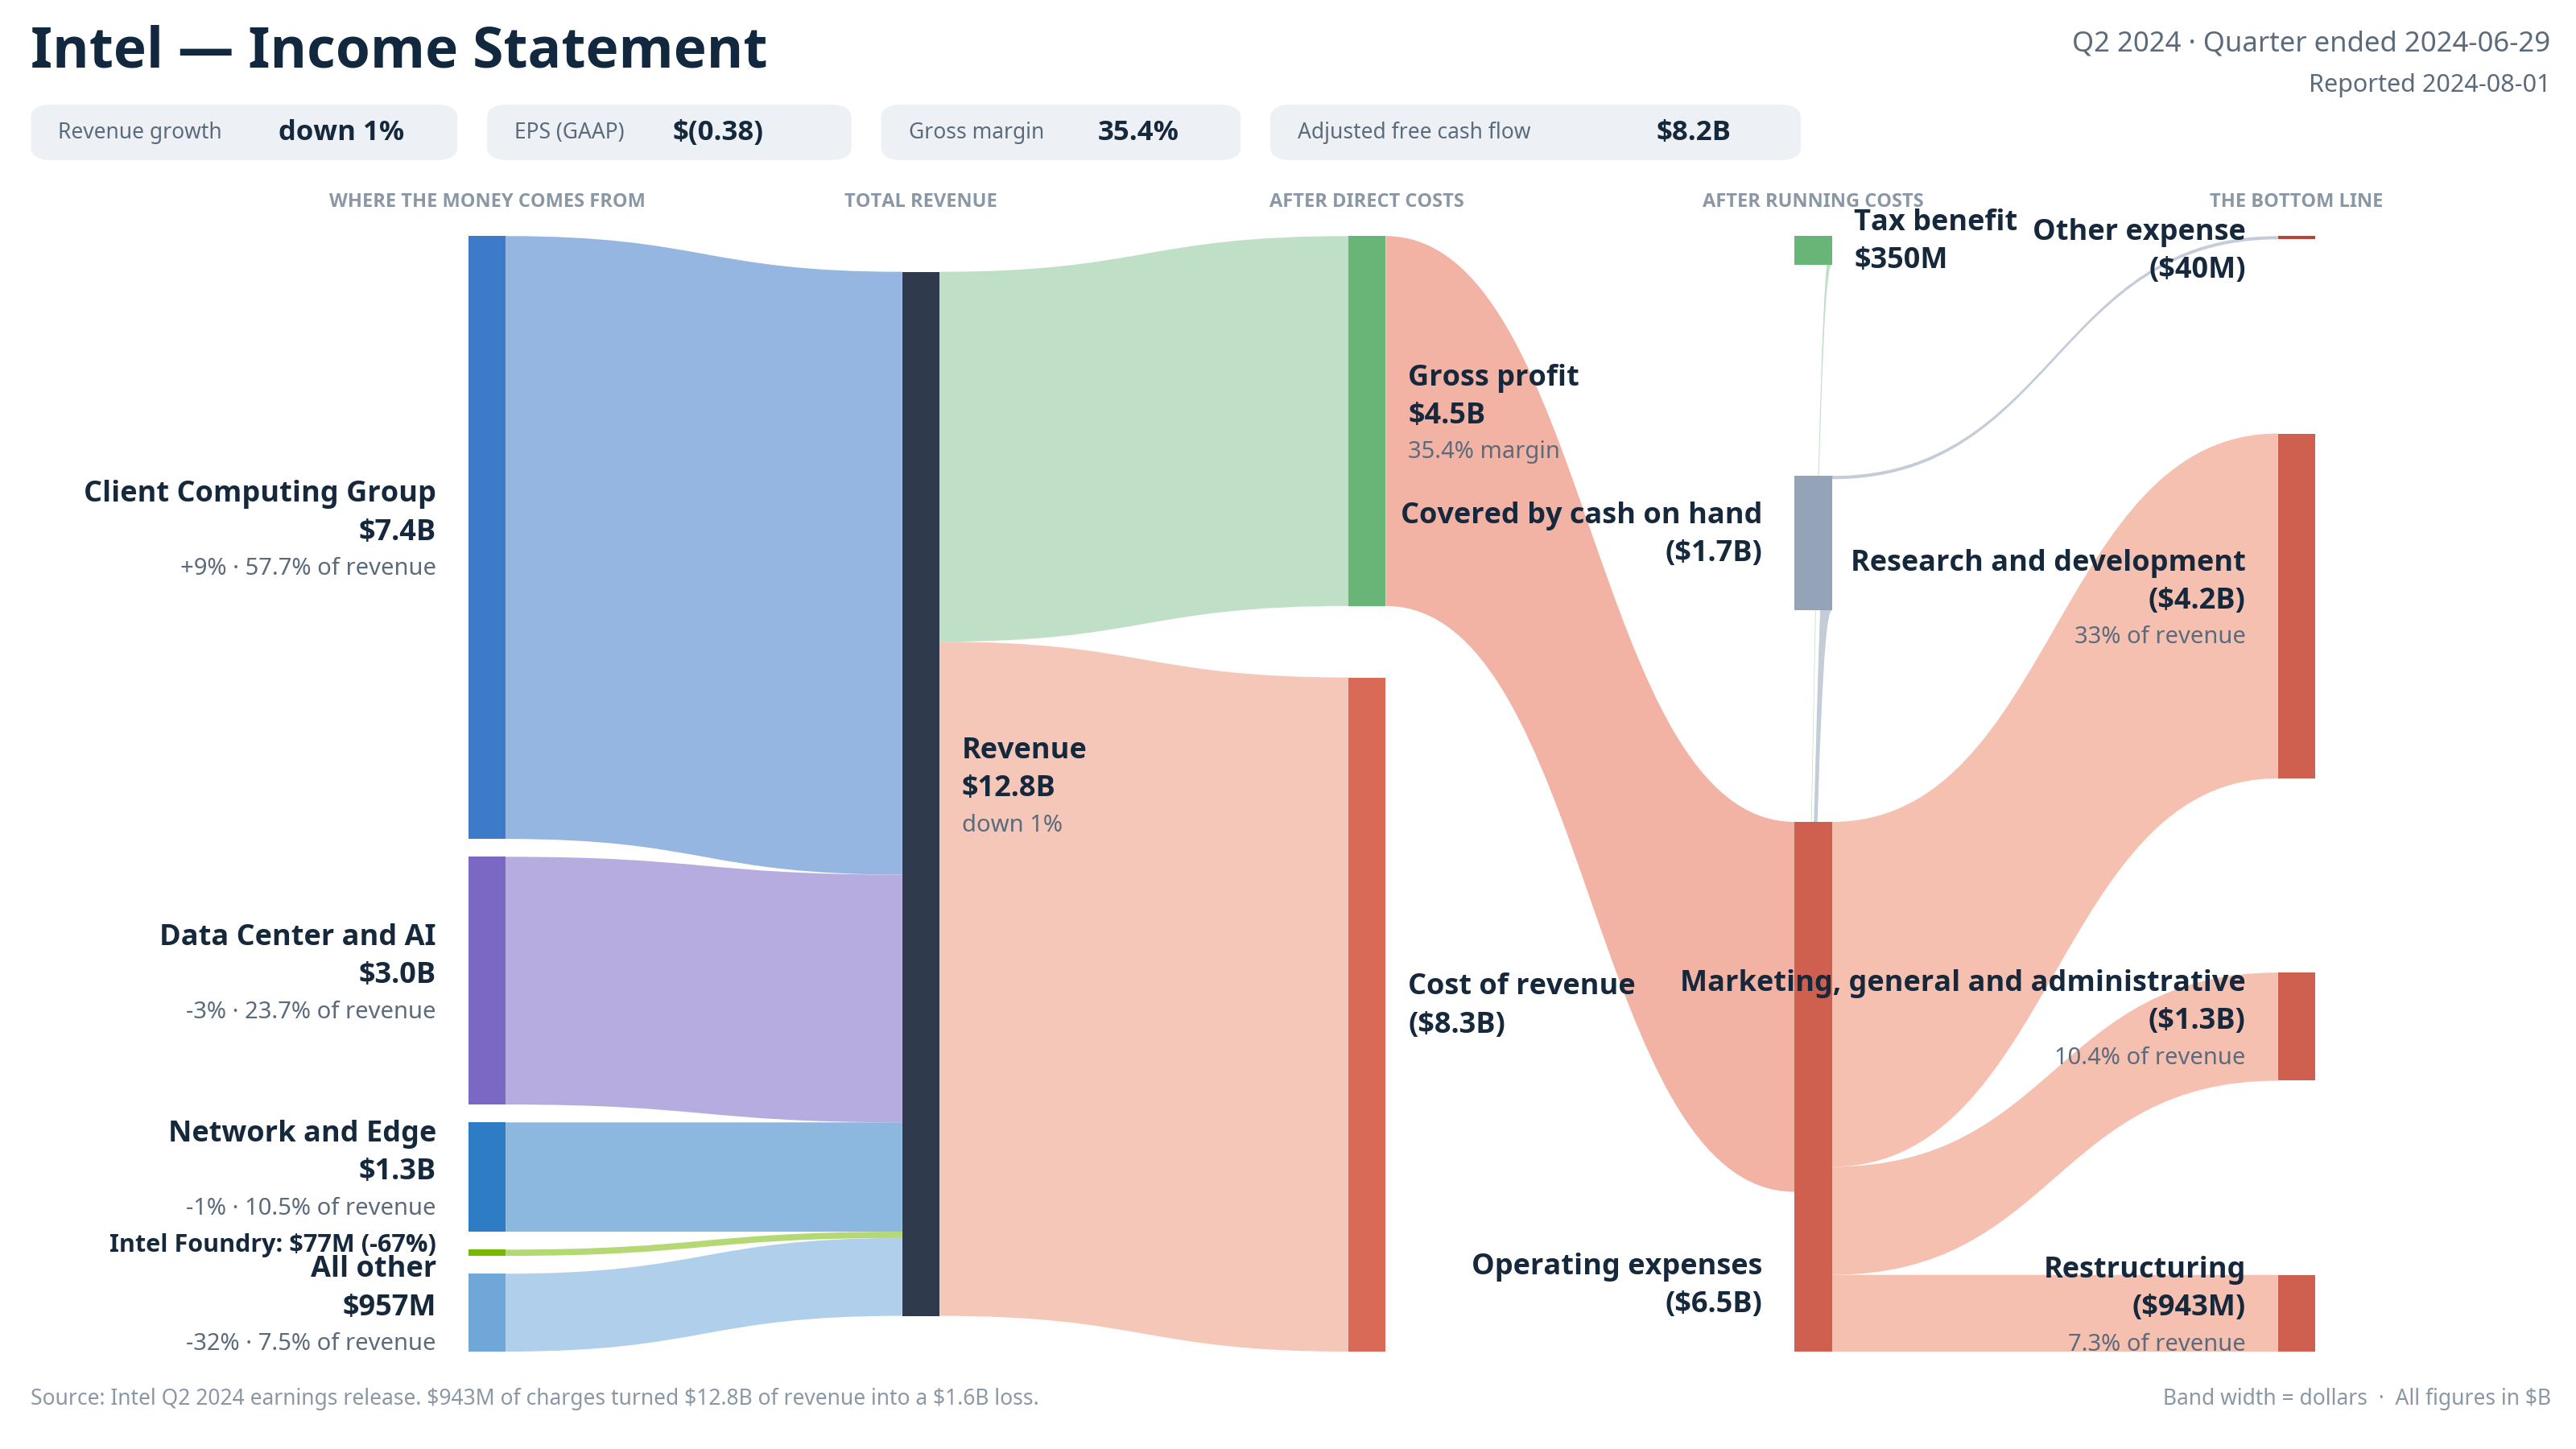 Intel — Income Statement
Q2 2024 · Quarter ended 2024-06-29
Reported 2024-08-01
Revenue growth down 1%
EPS (GAAP) $(0.38)
Gross margin 35.4%
Adjusted free cash flow $8.2B
WHERE THE MONEY COMES FROM
TOTAL REVENUE
AFTER DIRECT COSTS
AFTER RUNNING COSTS
THE BOTTOM LINE
Client Computing Group
$7.4B
+9% · 57.7% of revenue
Data Center and AI
$3.0B
-3% · 23.7% of revenue
Network and Edge
$1.3B
-1% · 10.5% of revenue
Intel Foundry: $77M (-67%)
All other
$957M
-32% · 7.5% of revenue
Revenue
$12.8B
down 1%
Gross profit
$4.5B
35.4% margin
Cost of revenue
($8.3B)
Tax benefit
$350M
Covered by cash on hand
($1.7B)
Operating expenses
($6.5B)
Other expense
($40M)
Research and development
($4.2B)
33% of revenue
Marketing, general and administrative
($1.3B)
10.4% of revenue
Restructuring
($943M)
7.3% of revenue
Source: Intel Q2 2024 earnings release. $943M of charges turned $12.8B of revenue into a $1.6B loss.
Band width = dollars · All figures in $B